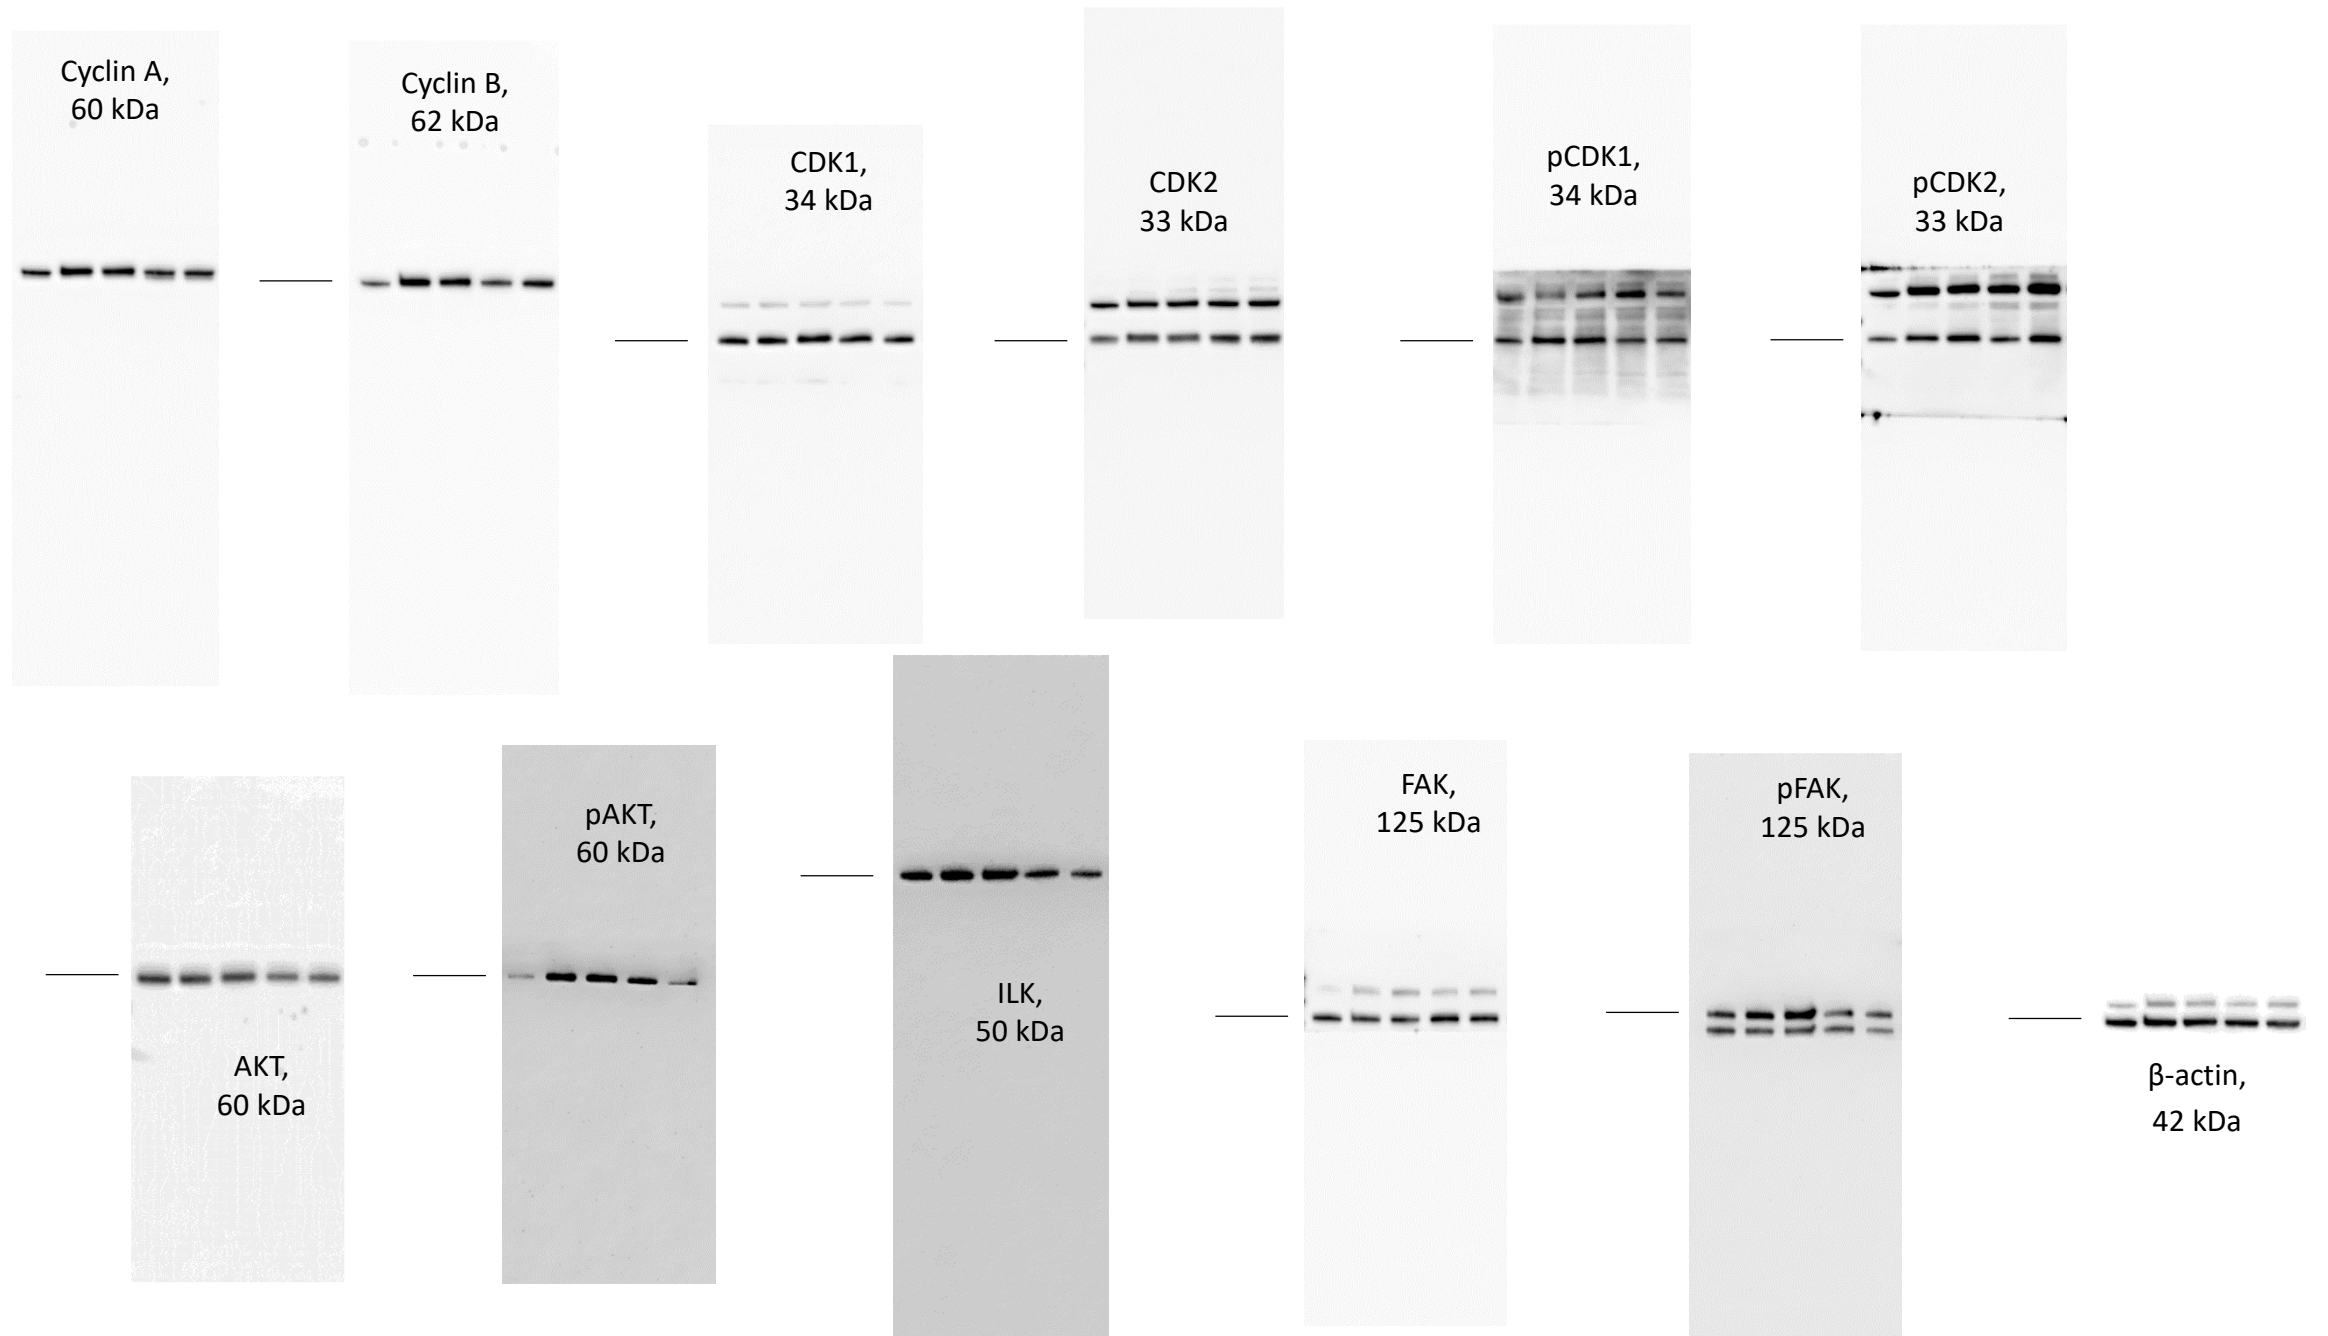 Cyclin A,
60 kDa
Cyclin B,
62 kDa
CDK1,
34 kDa
CDK2
33 kDa
pCDK1,
34 kDa
pCDK2,
33 kDa
AKT,
60 kDa
pAKT,
60 kDa
ILK,
50 kDa
FAK,
125 kDa
pFAK,
125 kDa
β-actin,
42 kDa